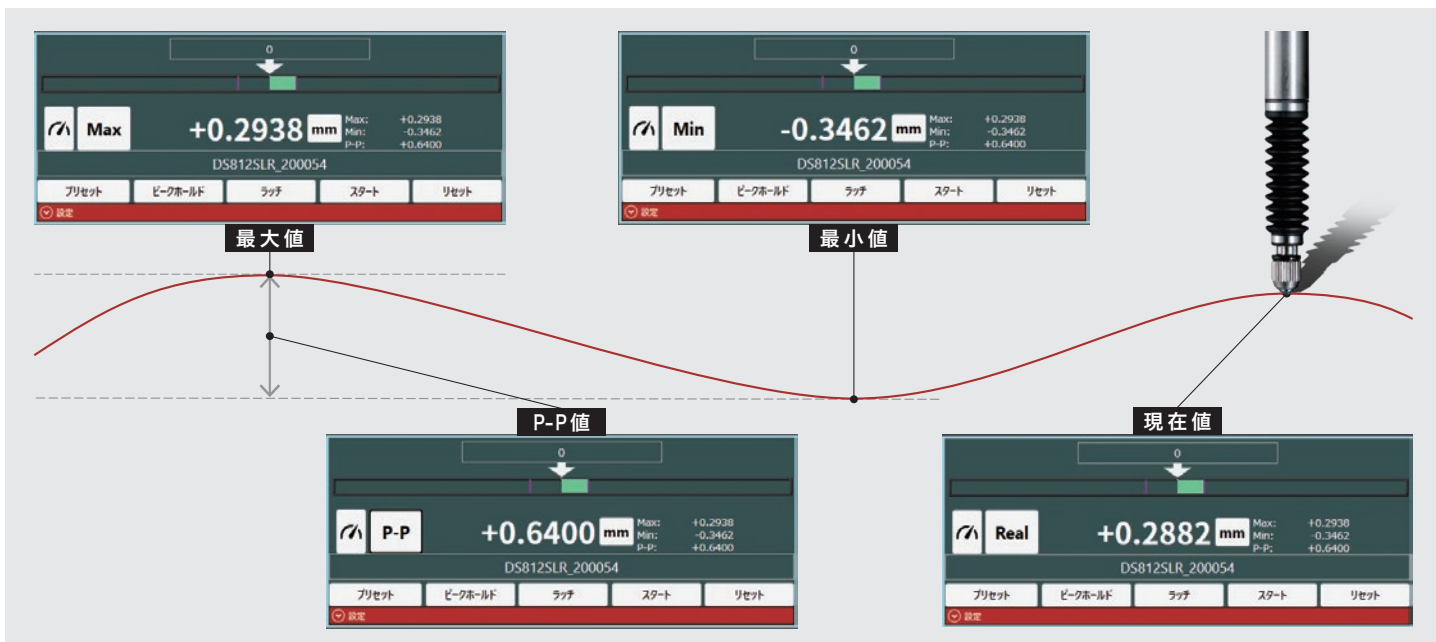 0
Max
+0.2938 mm
Max: +0.2938
Min: -0.3462
P-P: +0.6400
DS812SLR_200054
プリセット ピークホールド ラッチ スタート リセット
設定
最大値
0
Min
-0.3462 mm
Max: +0.2938
Min: -0.3462
P-P: +0.6400
DS812SLR_200054
プリセット ピークホールド ラッチ スタート リセット
設定
最小値
P-P値
0
P-P
+0.6400 mm
Max: +0.2938
Min: -0.3462
P-P: +0.6400
DS812SLR_200054
プリセット ピークホールド ラッチ スタート リセット
設定
現在値
0
Real
+0.2882 mm
Max: +0.2938
Min: -0.3462
P-P: +0.6400
DS812SLR_200054
プリセット ピークホールド ラッチ スタート リセット
設定